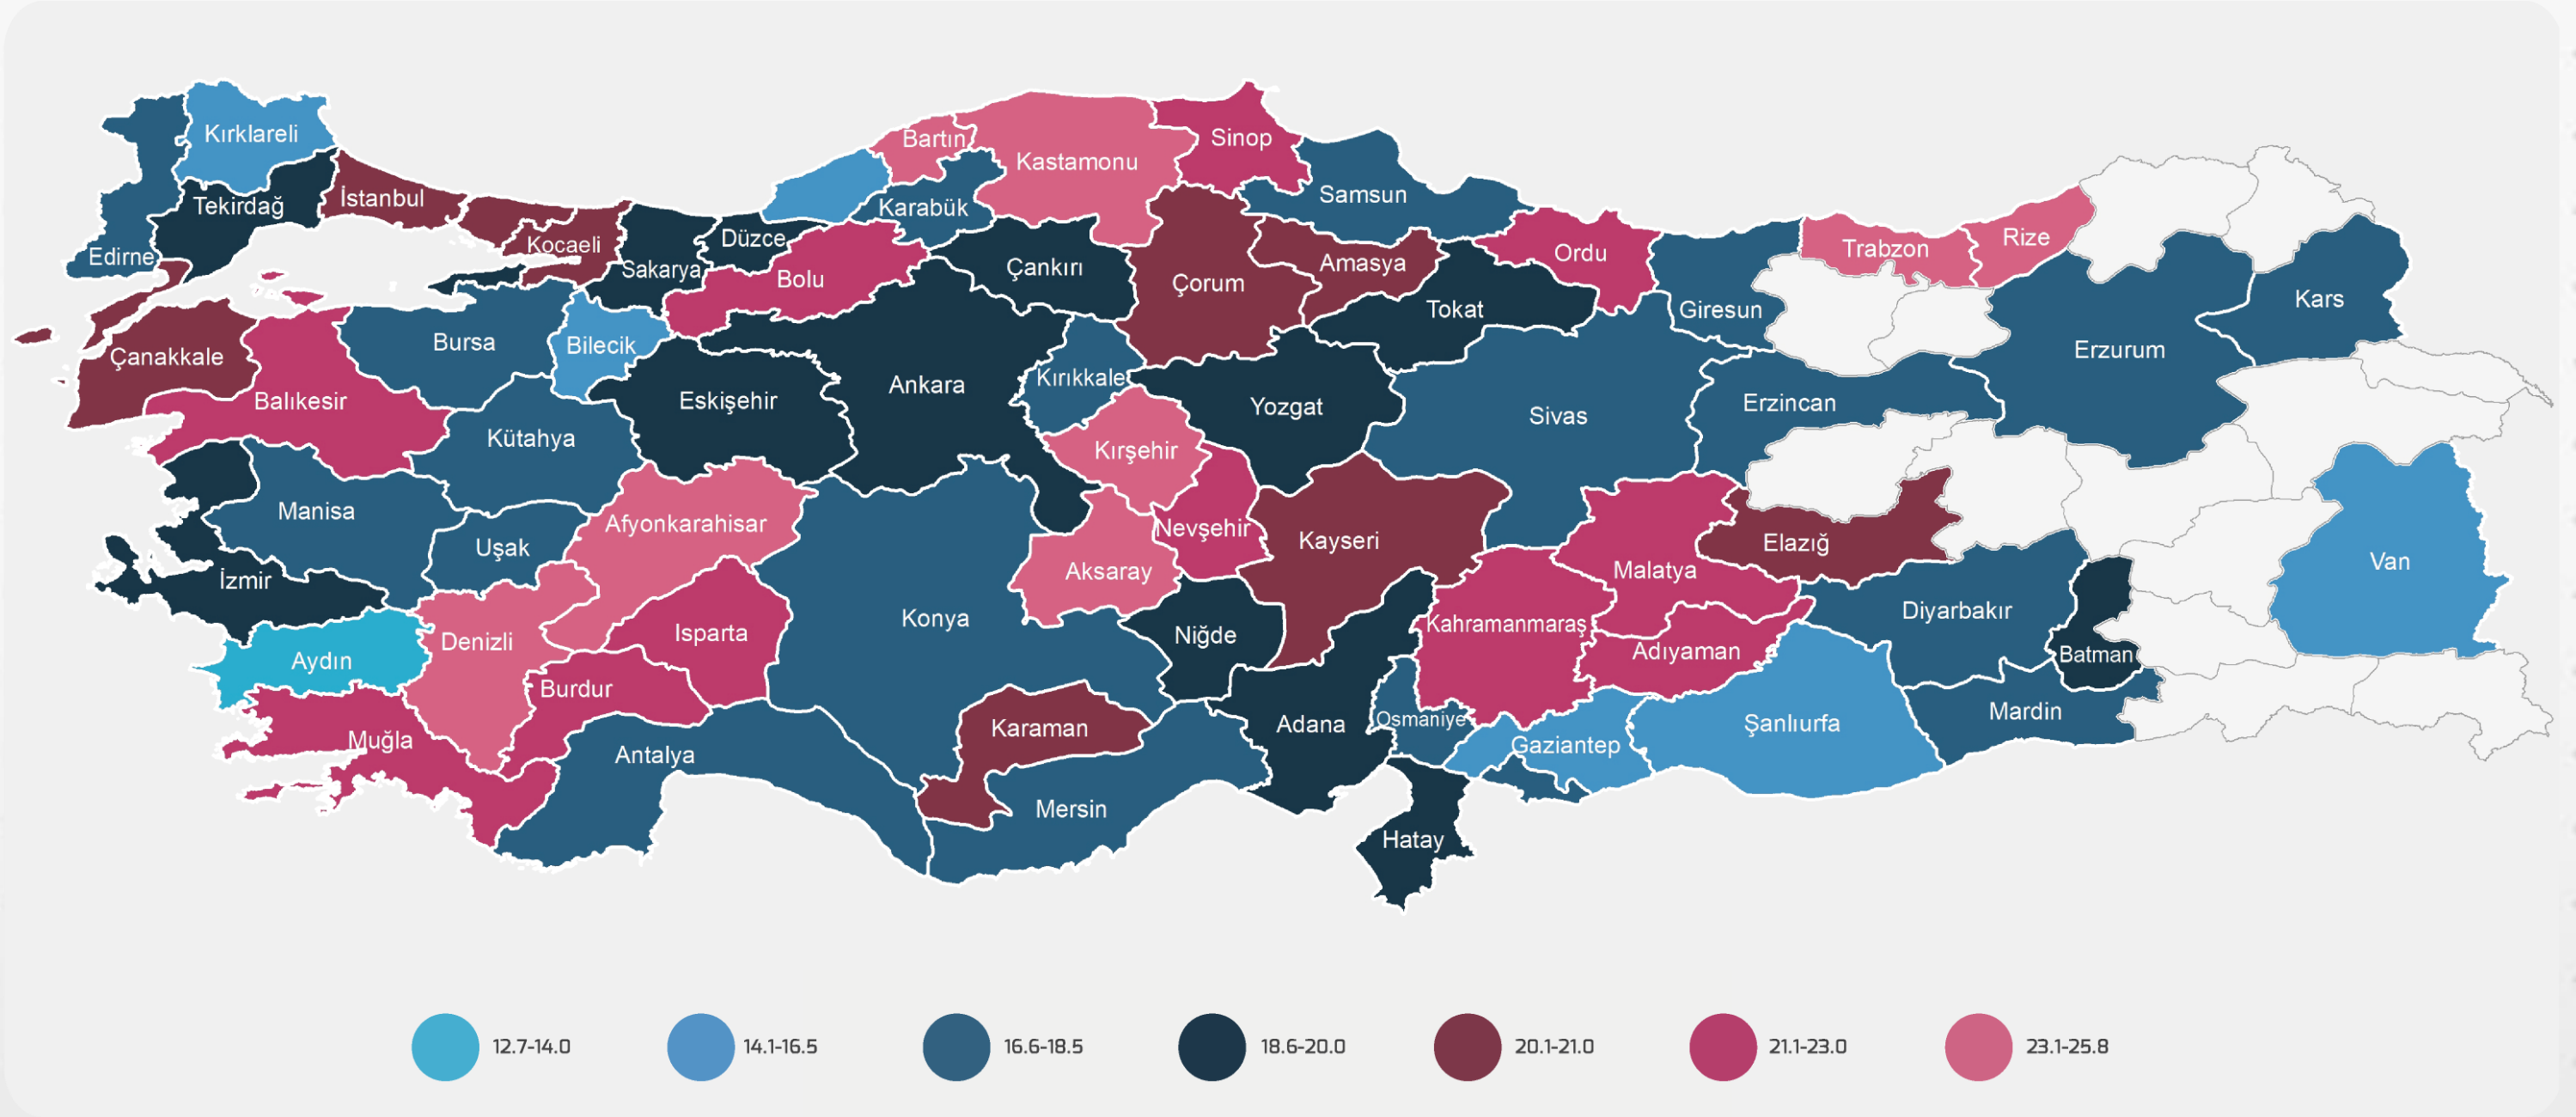 Kırklareli
Bartın
Sinop
Kastamonu
Samsun
İstanbul
Tekirdağ
Karabük
Edirne
Kocaeli
Düzce
Sakarya
Bolu
Çankırı
Çorum
Amasya
Ordu
Trabzon
Rize
Tokat
Giresun
Kars
Çanakkale
Bursa
Bilecik
Erzurum
Balıkesir
Eskişehir
Ankara
Kırıkkale
Yozgat
Sivas
Erzincan
Kütahya
Kırşehir
Manisa
Uşak
Afyonkarahisar
Nevşehir
Kayseri
Elazığ
Van
İzmir
Aksaray
Malatya
Konya
Niğde
Kahramanmaraş
Diyarbakır
Aydın
Denizli
Isparta
Adıyaman
Batman
Burdur
Muğla
Antalya
Karaman
Adana
Osmaniye
Gaziantep
Şanlıurfa
Mardin
Mersin
Hatay
12.7-14.0
14.1-16.5
16.6-18.5
18.6-20.0
20.1-21.0
21.1-23.0
23.1-25.8